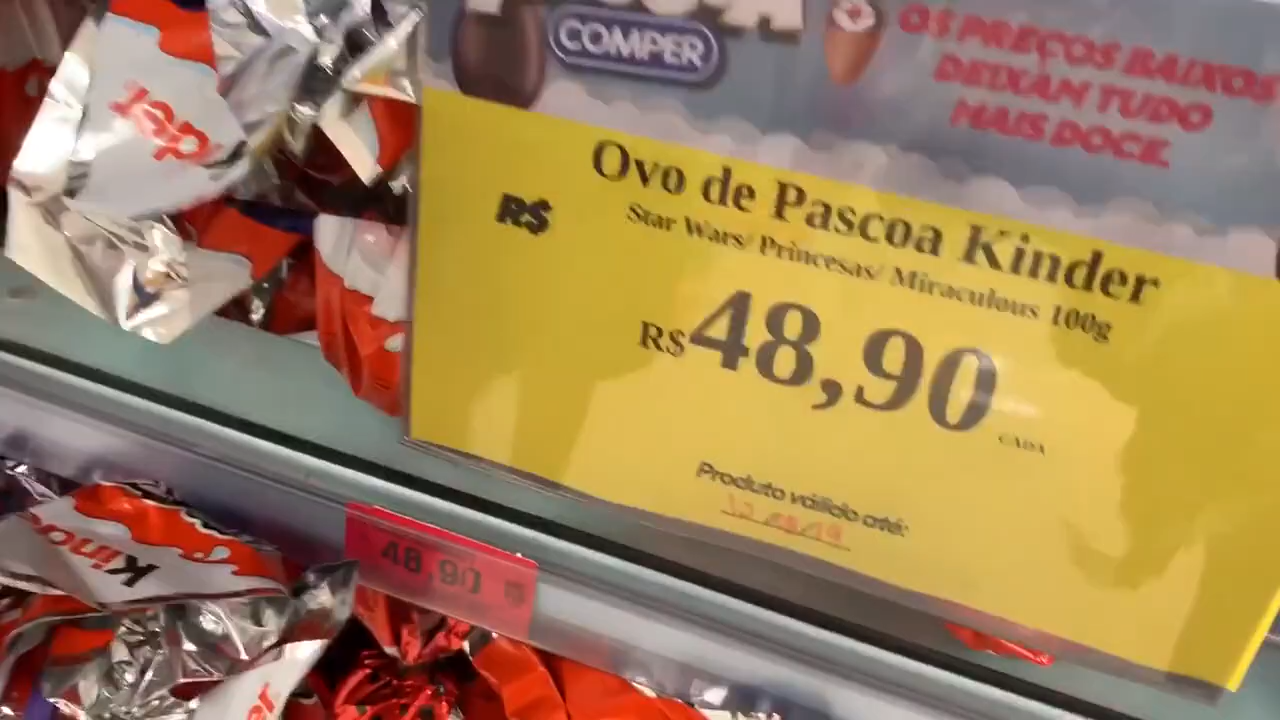 COMPER
OS PREÇOS BAIXOS
DEIXAM TUDO
MAIS DOCE.
Ovo de Pascoa Kinder
Star Wars/ Princesas/ Miraculous 100g
R$
R$48,90
CADA
Produto válido até:
48,90
der
Kinder